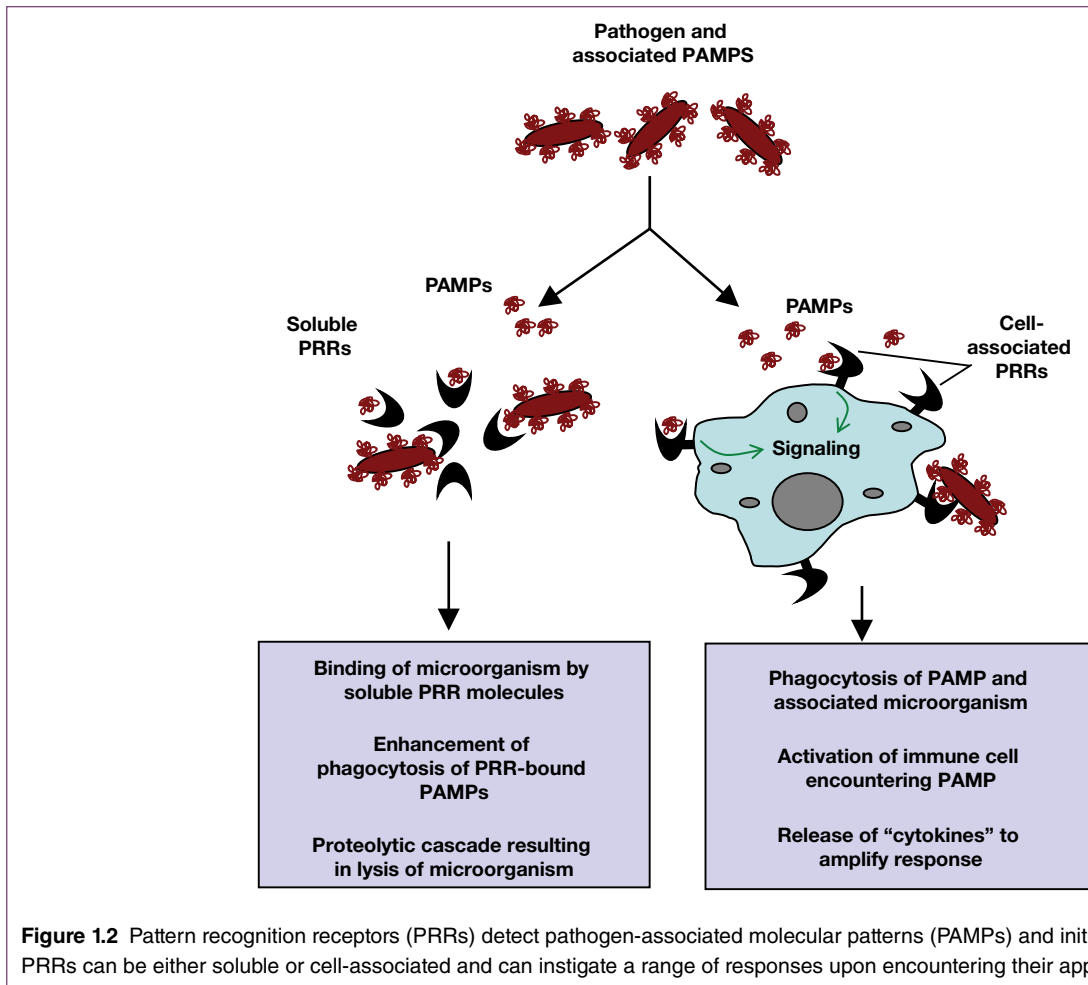 Pathogen and
associated PAMPS
PAMPs
Soluble
PRRs
PAMPs
Cell-
associated
PRRs
Signaling
Binding of microorganism by
soluble PRR molecules
Enhancement of
phagocytosis of PRR-bound
PAMPs
Proteolytic cascade resulting
in lysis of microorganism
Phagocytosis of PAMP and
associated microorganism
Activation of immune cell
encountering PAMP
Release of “cytokines” to
amplify response
Figure 1.2 Pattern recognition receptors (PRRs) detect pathogen-associated molecular patterns (PAMPs) and init
PRRs can be either soluble or cell-associated and can instigate a range of responses upon encountering their app